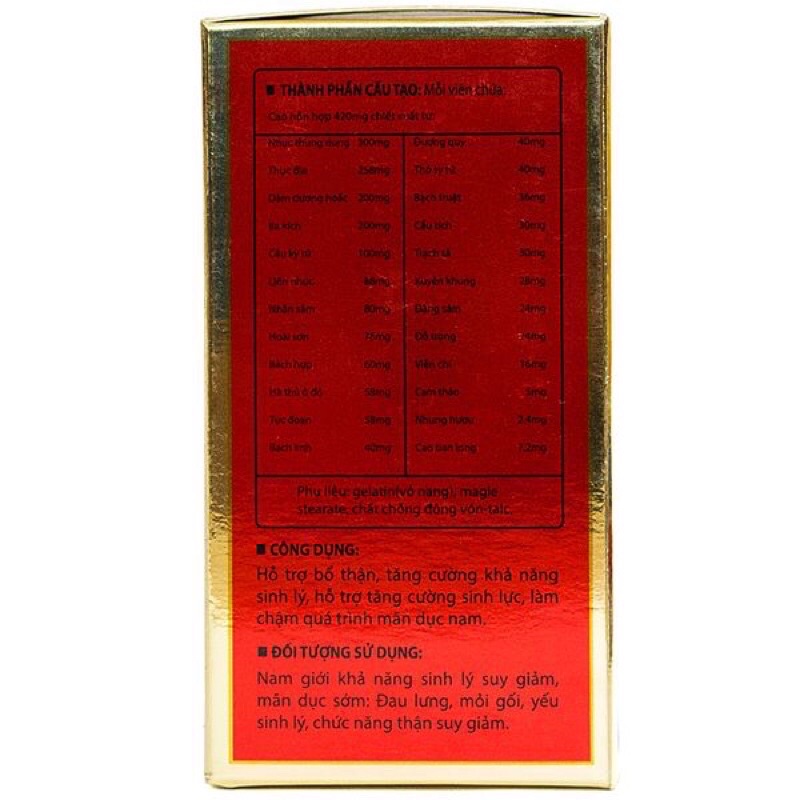 THÀNH PHẦN CẤU TẠO: Mỗi viên chứa:
Cao hỗn hợp 420mg chiết xuất từ:
Nhục thung dung 300mg
Thục địa 250mg
Dâm dương hoắc 200mg
Ba kích 200mg
Câu kỷ tử 100mg
Liên nhục 80mg
Nhân sâm 80mg
Hoài sơn 75mg
Bách hợp 60mg
Hà thủ ô đỏ 58mg
Tục đoạn 58mg
Bạch linh 40mg
Đương quy 40mg
Thỏ ty tử 40mg
Bạch truật 36mg
Cẩu tích 30mg
Trạch tả 30mg
Xuyên khung 28mg
Đảng sâm 24mg
Đỗ trọng
Viễn chí 16mg
Cam thảo
Nhung hươu 2.4mg
Cao ban long 7.2mg
Phụ liệu: gelatin(vỏ nang), magie
stearate, chất chống đông vón-talc.
CÔNG DỤNG:
Hỗ trợ bổ thận, tăng cường khả năng
sinh lý, hỗ trợ tăng cường sinh lực, làm
chậm quá trình mãn dục nam.
ĐỐI TƯỢNG SỬ DỤNG:
Nam giới khả năng sinh lý suy giảm,
mãn dục sớm: Đau lưng, mỏi gối, yếu
sinh lý, chức năng thận suy giảm.